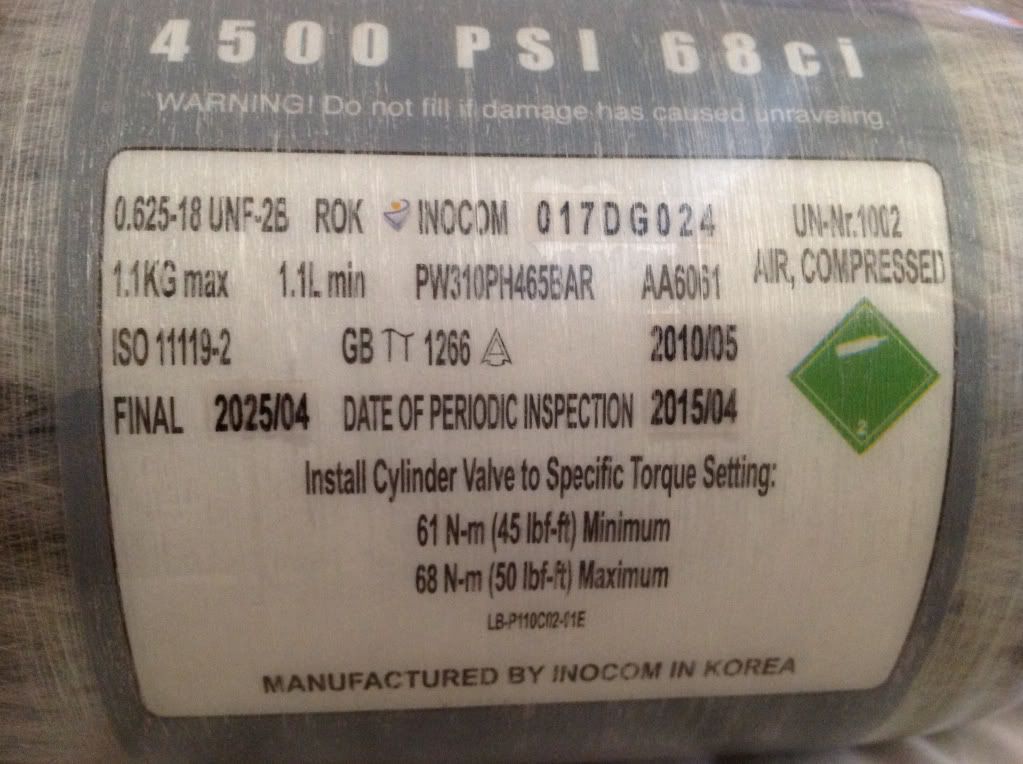 4500 PSI 68ci
WARNING! Do not fill if damage has caused unraveling.
0.625-18 UNF-2B ROK INOCOM 017DG024 UN-Nr.1002
1.1KG max 1.1L min PW310PH465BAR AA6061 AIR, COMPRESSED
ISO 11119-2 GB TT 1266 A 2010/05
FINAL 2025/04 DATE OF PERIODIC INSPECTION 2015/04
2
Install Cylinder Valve to Specific Torque Setting:
61 N-m (45 lbf-ft) Minimum
68 N-m (50 lbf-ft) Maximum
LB-P110C02-01E
MANUFACTURED BY INOCOM IN KOREA